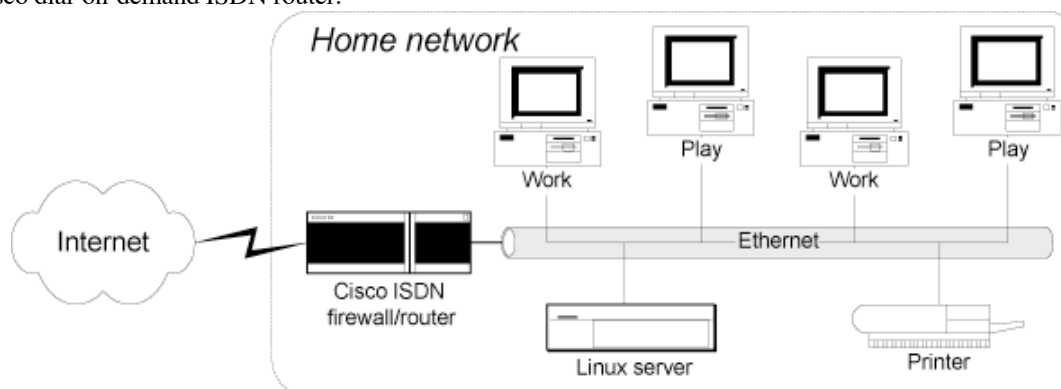 Home network
Work
Play
Work
Play
Internet
Ethernet
Cisco ISDN
firewall/router
Linux server
Printer